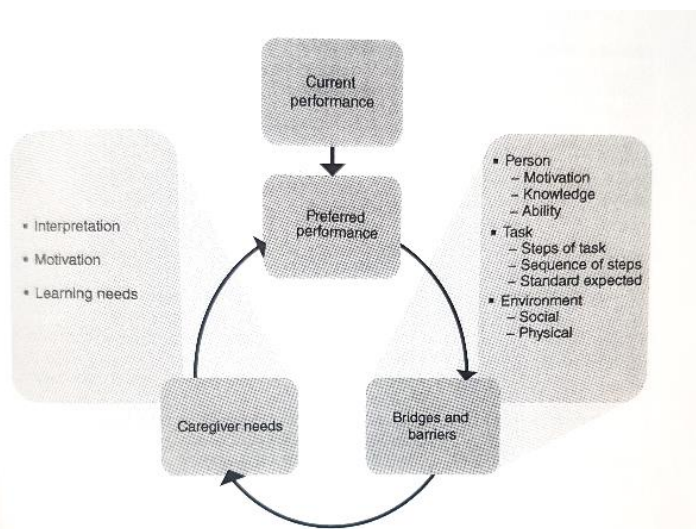 Current
performance
Preferred
performance
▪ Interpretation
▪ Motivation
▪ Learning needs
▪ Person
– Motivation
– Knowledge
– Ability
▪ Task
– Steps of task
– Sequence of steps
– Standard expected
▪ Environment
– Social
– Physical
Caregiver needs
Bridges and
barriers